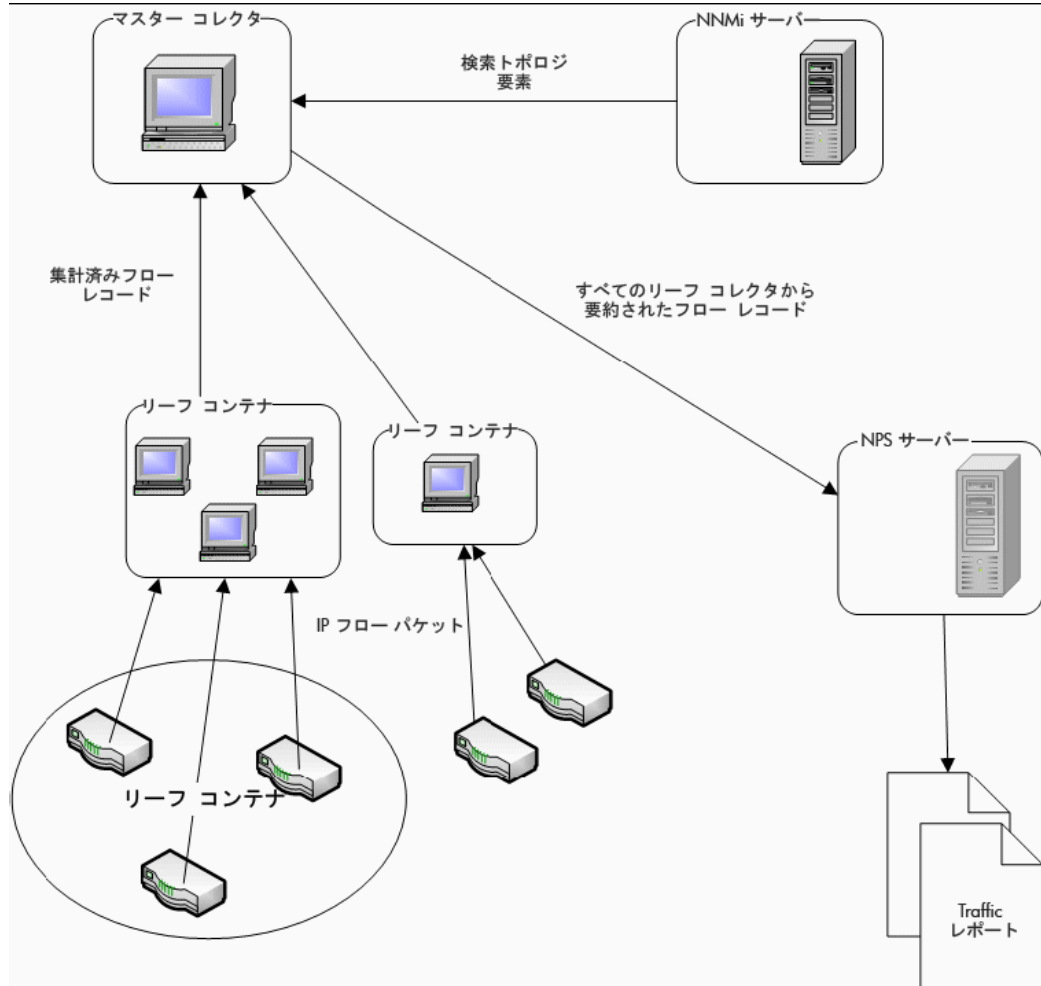 マスター コレクタ
NNMi サーバー
検索トポロジ
要素
集計済みフロー
レコード
すべてのリーフ コレクタから
要約されたフロー レコード
リーフ コンテナ
リーフ コンテナ
NPS サーバー
IP フロー パケット
リーフ コンテナ
Traffic
レポート